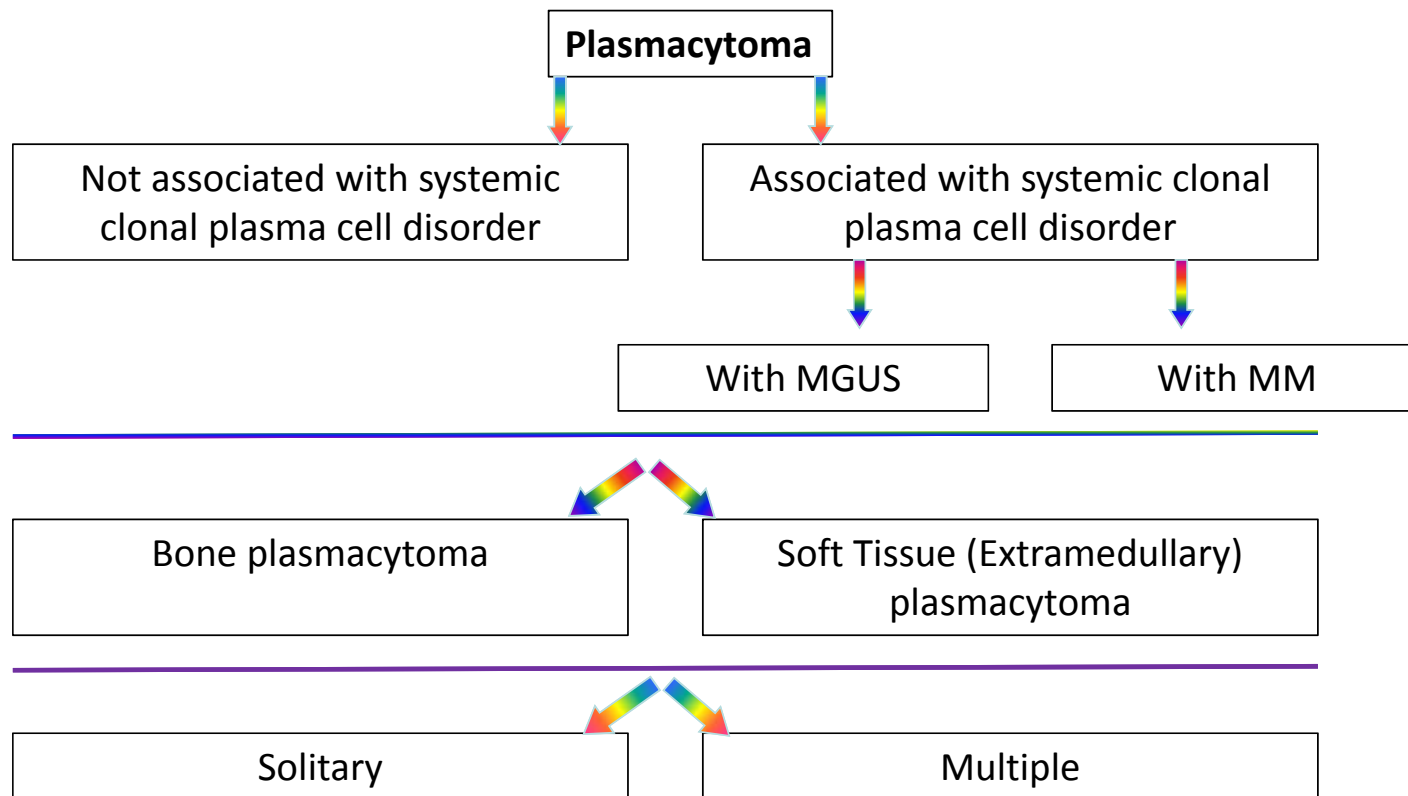 Plasmacytoma
Not associated with systemic
clonal plasma cell disorder
Associated with systemic clonal
plasma cell disorder
With MGUS
With MM
Bone plasmacytoma
Soft Tissue (Extramedullary)
plasmacytoma
Solitary
Multiple